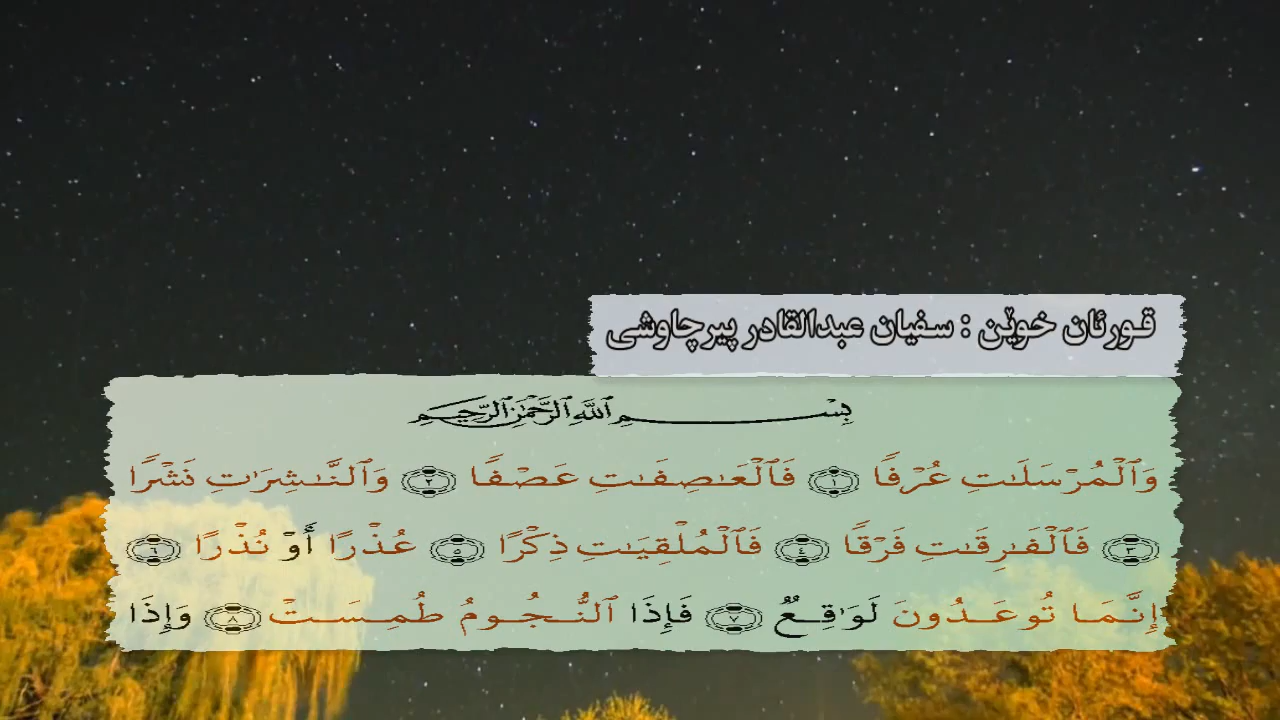 قورئان خوێن : سفیان عبدالقادر پیرچاوشی
بِسْمِ ٱللَّهِ ٱلرَّحْمَٰنِ ٱلرَّحِيمِ
وَٱلْمُرْسَلَٰتِ عُرْفًا ١ فَٱلْعَٰصِفَٰتِ عَصْفًا ٢ وَٱلنَّٰشِرَٰتِ نَشْرًا
٣ فَٱلْفَٰرِقَٰتِ فَرْقًا ٤ فَٱلْمُلْقِيَٰتِ ذِكْرًا ٥ عُذْرًا أَوْ نُذْرًا ٦
إِنَّمَا تُوعَدُونَ لَوَٰقِعٌ ٧ فَإِذَا ٱلنُّجُومُ طُمِسَتْ ٨ وَإِذَا